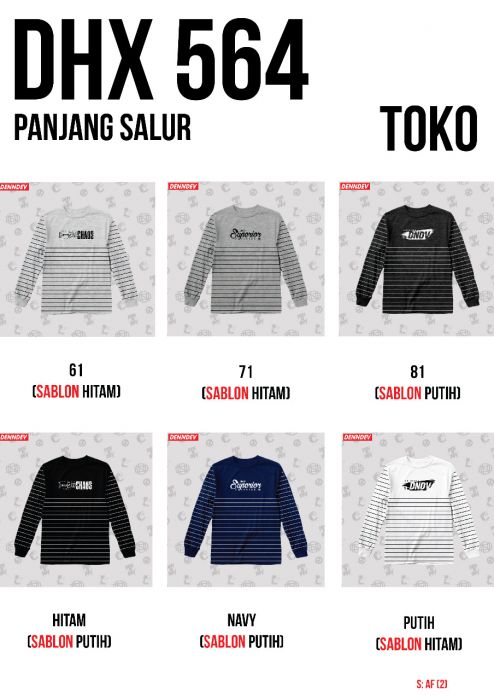 DHX 564
PANJANG SALUR
TOKO
DENNDEV
DENNDEV
DENNDEV
CHAOS
Superior
DNDV
61
(SABLON HITAM)
71
(SABLON HITAM)
81
(SABLON PUTIH)
DENNDEV
DENNDEV
DENNDEV
CHAOS
Superior
DNDV
HITAM
(SABLON PUTIH)
NAVY
(SABLON PUTIH)
PUTIH
(SABLON HITAM)
S: AF (2)